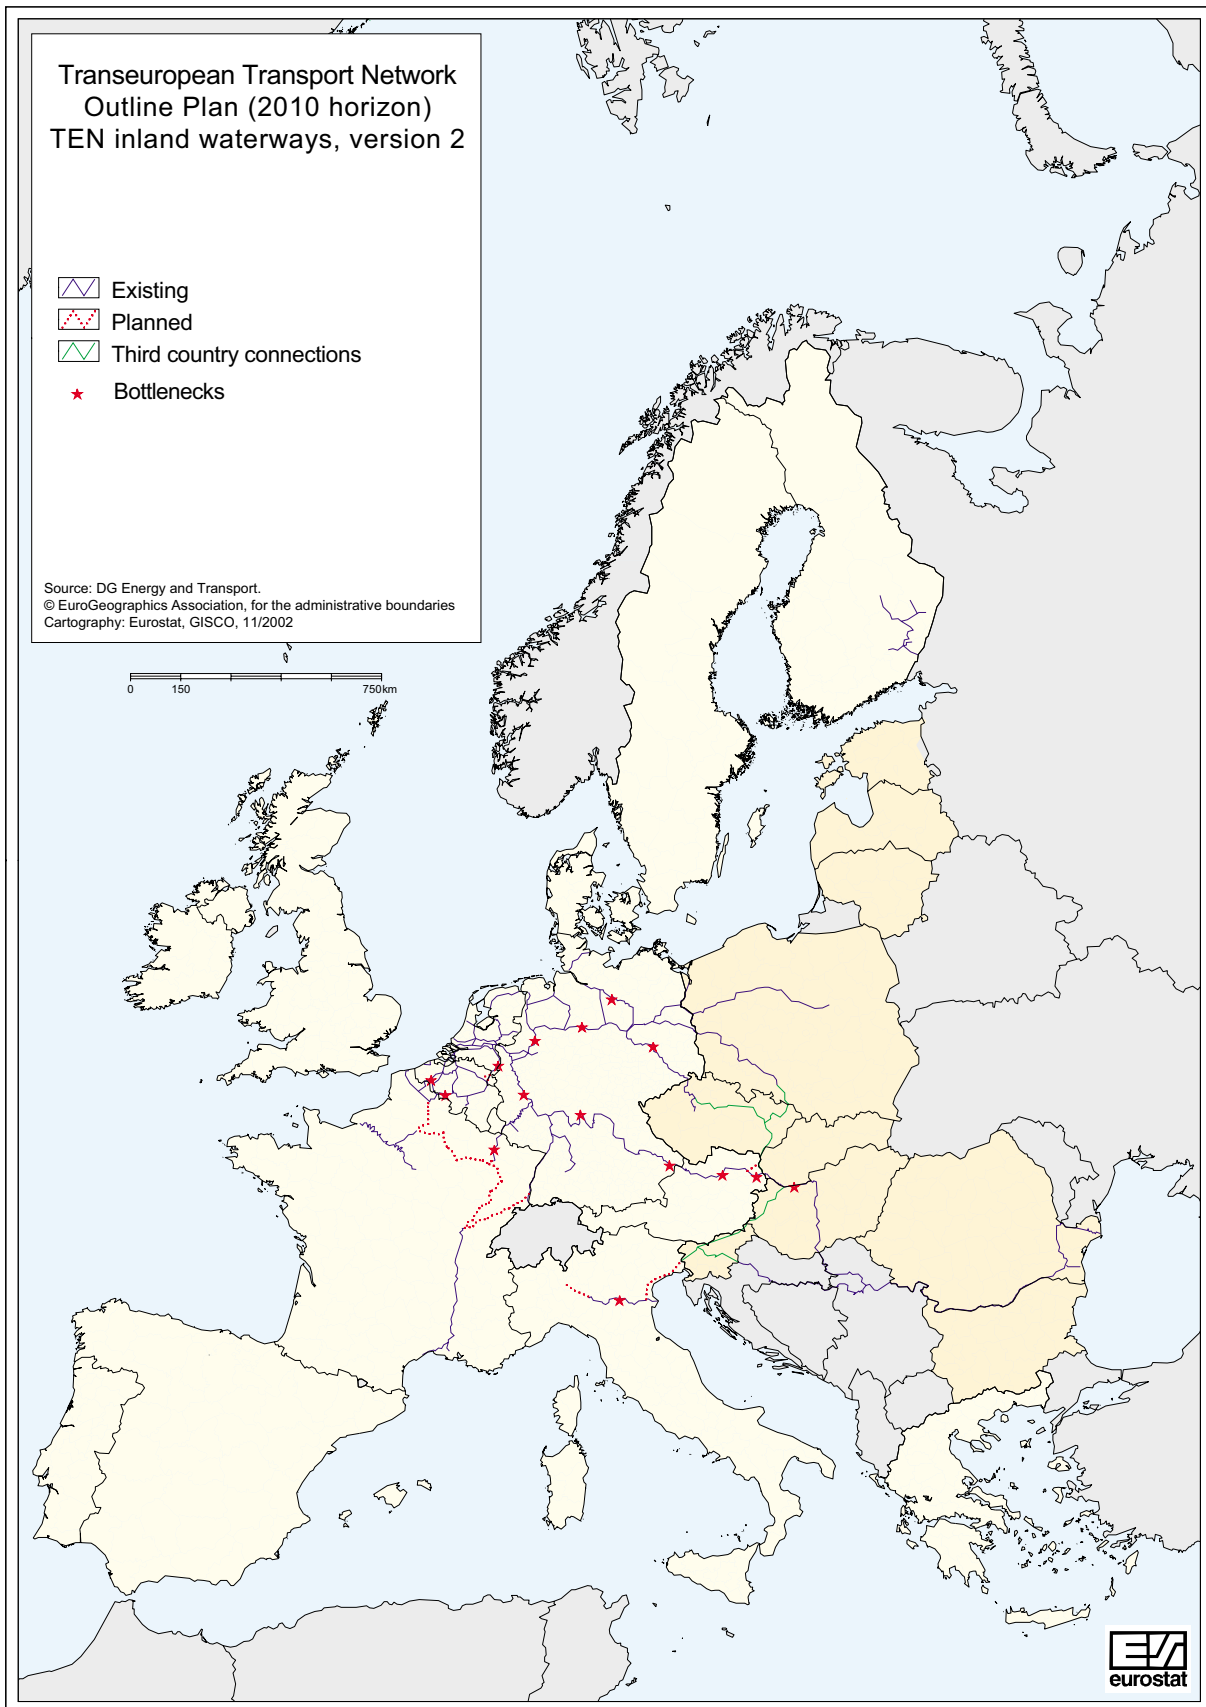 Transeuropean Transport Network
Outline Plan (2010 horizon)
TEN inland waterways, version 2
Existing
Planned
Third country connections
Bottlenecks
Source: DG Energy and Transport.
© EuroGeographics Association, for the administrative boundaries
Cartography: Eurostat, GISCO, 11/2002
0 150 750km
eurostat